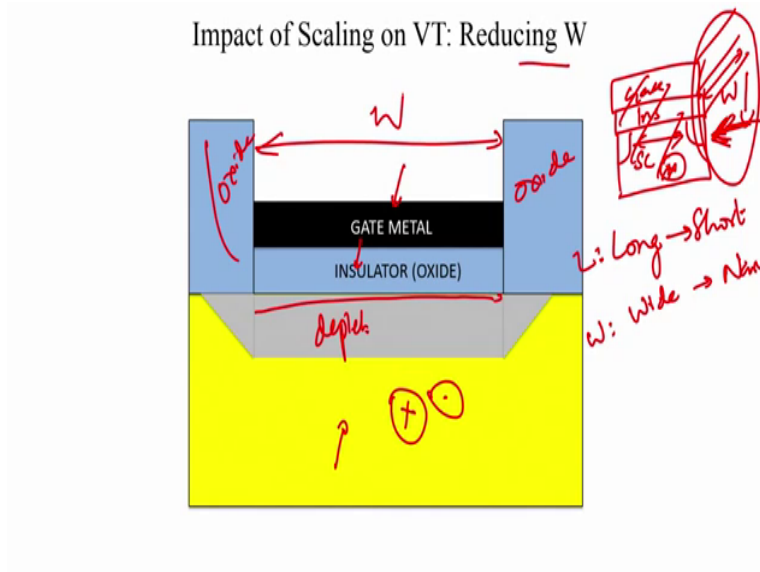 Impact of Scaling on VT: Reducing W
W
oxide
oxide
GATE METAL
INSULATOR (OXIDE)
deplet
+
Ins
SC
W
L: Long → Short
W: Wide → Narr